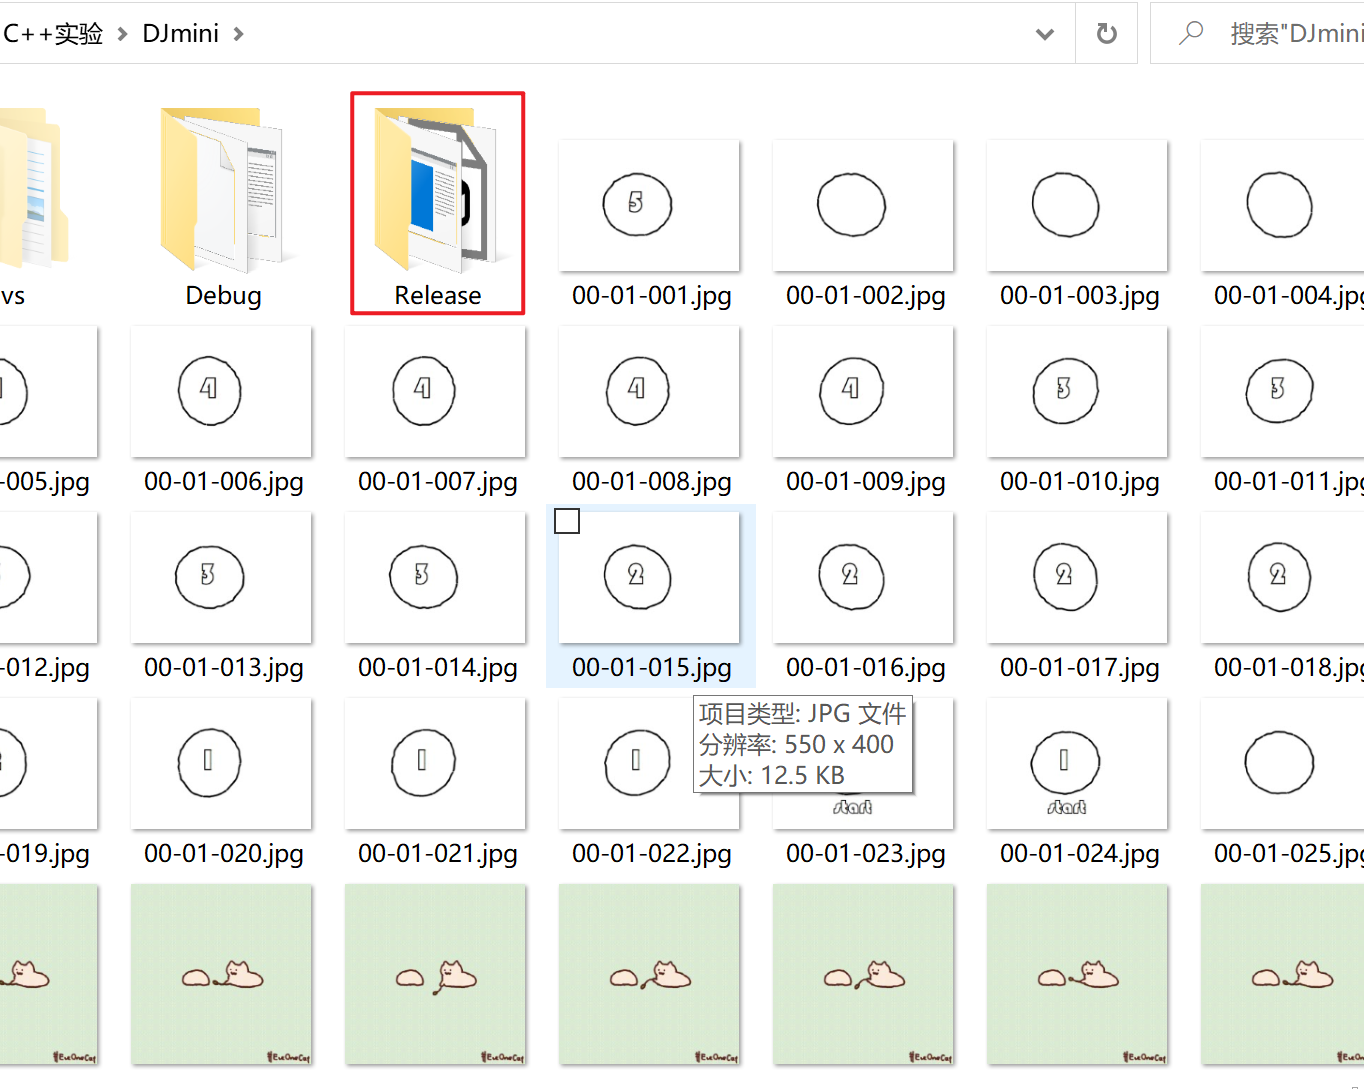 C++实验 > DJmini >
搜索"DJmini
vs
Debug
Release
5
00-01-001.jpg
00-01-002.jpg
00-01-003.jpg
00-01-004.jpg
4
4
4
4
3
3
-005.jpg
00-01-006.jpg
00-01-007.jpg
00-01-008.jpg
00-01-009.jpg
00-01-010.jpg
00-01-011.jpg
3
3
2
2
2
2
-012.jpg
00-01-013.jpg
00-01-014.jpg
00-01-015.jpg
00-01-016.jpg
00-01-017.jpg
00-01-018.jpg
项目类型: JPG 文件
分辨率: 550 x 400
大小: 12.5 KB
1
1
1
1
start
start
-019.jpg
00-01-020.jpg
00-01-021.jpg
00-01-022.jpg
00-01-023.jpg
00-01-024.jpg
00-01-025.jpg